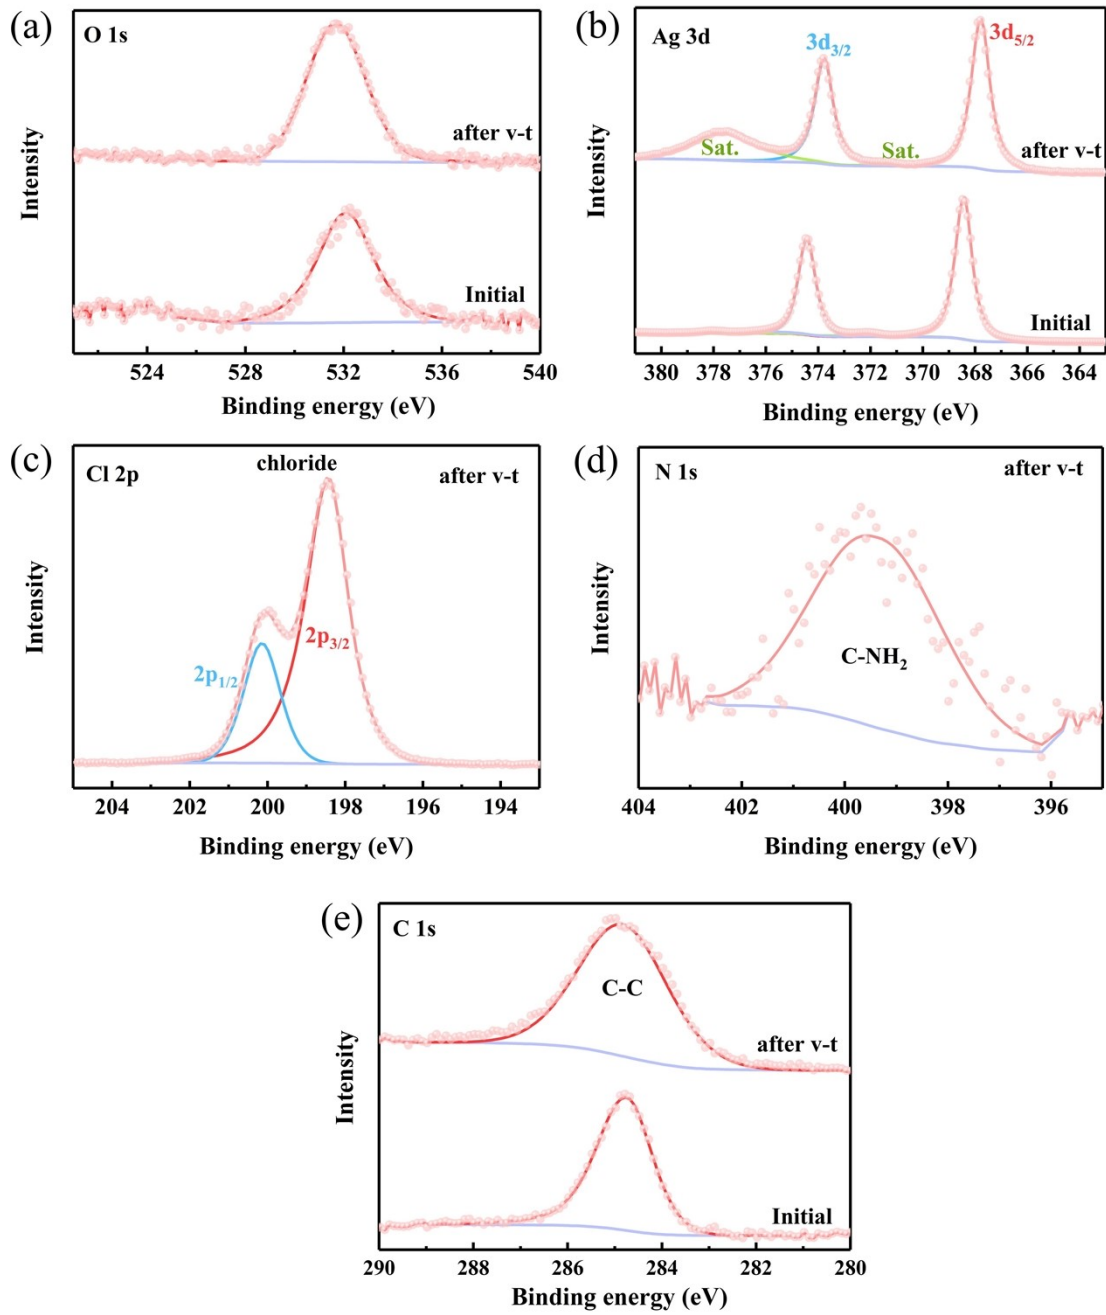 (a)
O 1s
after v-t
Initial
Intensity
524 528 532 536 540
Binding energy (eV)
(b)
Ag 3d
3d3/2
3d5/2
Sat.
Sat.
after v-t
Initial
Intensity
380 378 376 374 372 370 368 366 364
Binding energy (eV)
(c)
Cl 2p
chloride
after v-t
2p3/2
2p1/2
Intensity
204 202 200 198 196 194
Binding energy (eV)
(d)
N 1s
after v-t
C-NH2
Intensity
404 402 400 398 396
Binding energy (eV)
(e)
C 1s
C-C
after v-t
Initial
Intensity
290 288 286 284 282 280
Binding energy (eV)